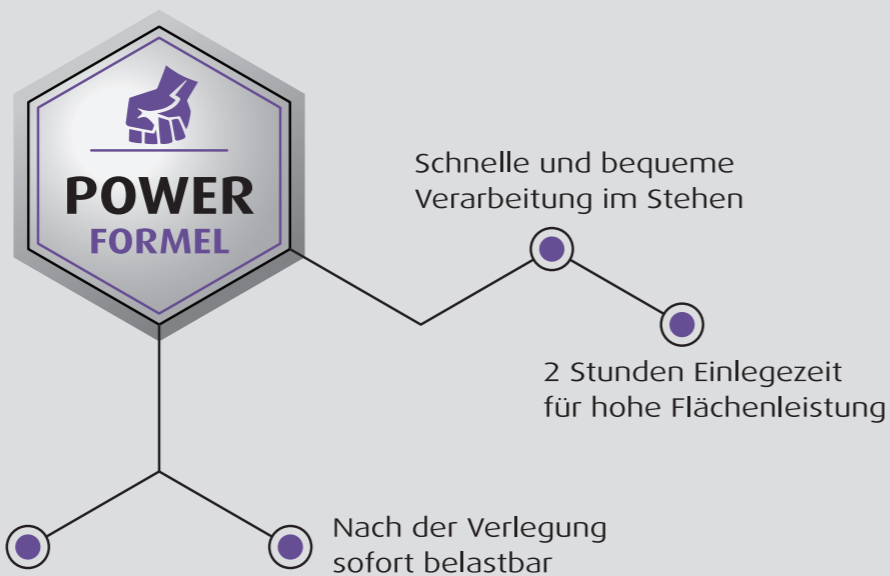 POWER
FORMEL
Schnelle und bequeme
Verarbeitung im Stehen
2 Stunden Einlegezeit
für hohe Flächenleistung
Nach der Verlegung
sofort belastbar